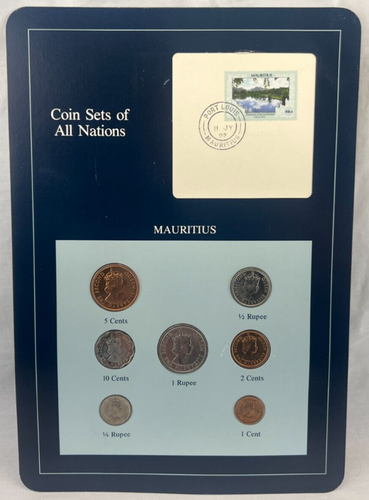 Coin Sets of
All Nations
MAURITIUS
PORT LOUIS
MAURITIUS
MAURITIUS
5 Cents
½ Rupee
10 Cents
1 Rupee
2 Cents
¼ Rupee
1 Cent